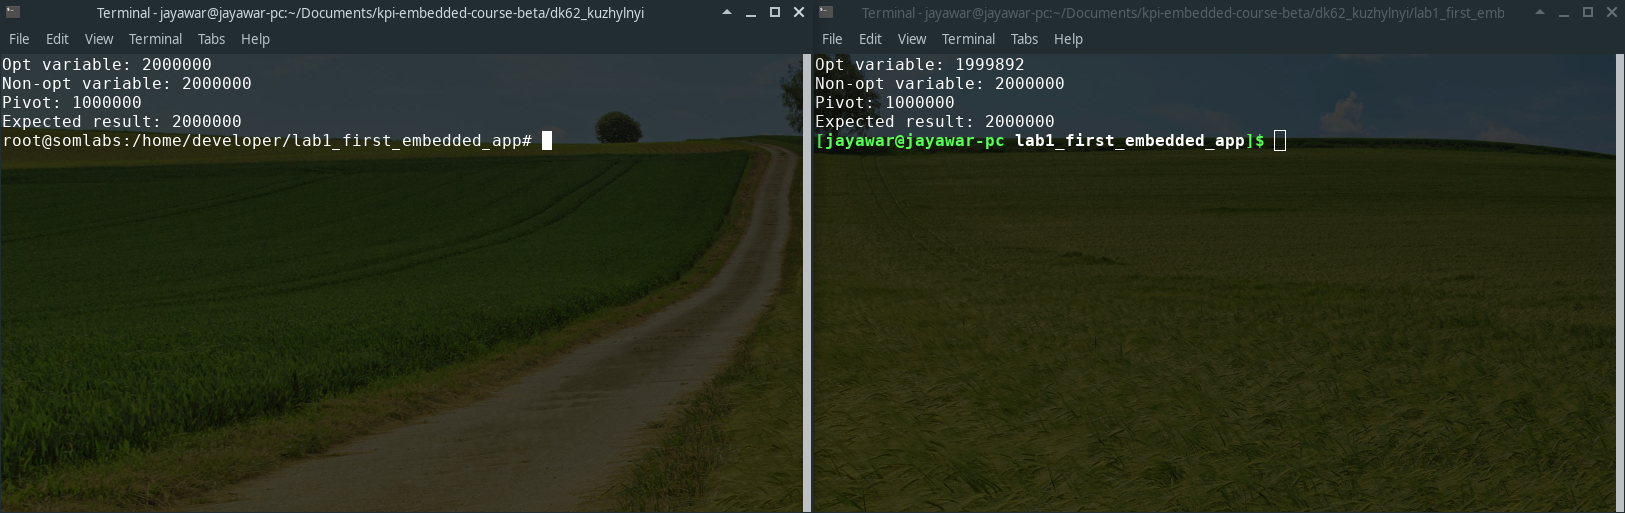 Terminal - jayawar@jayawar-pc:~/Documents/kpi-embedded-course-beta/dk62_kuzhylnyi
File Edit View Terminal Tabs Help
Opt variable: 2000000
Non-opt variable: 2000000
Pivot: 1000000
Expected result: 2000000
root@somlabs:/home/developer/lab1_first_embedded_app#
Terminal - jayawar@jayawar-pc:~/Documents/kpi-embedded-course-beta/dk62_kuzhylnyi/lab1_first_emb
File Edit View Terminal Tabs Help
Opt variable: 1999892
Non-opt variable: 2000000
Pivot: 1000000
Expected result: 2000000
[jayawar@jayawar-pc lab1_first_embedded_app]$